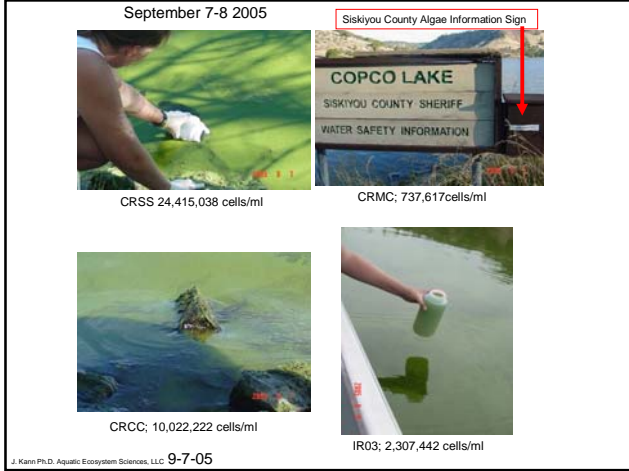 September 7-8 2005
Siskiyou County Algae Information Sign
COPCO LAKE
SISKIYOU COUNTY SHERIFF
WATER SAFETY INFORMATION
CRSS 24,415,038 cells/ml
CRMC; 737,617cells/ml
CRCC; 10,022,222 cells/ml
IR03; 2,307,442 cells/ml
J. Kann Ph.D. Aquatic Ecosystem Sciences, LLC 9-7-05